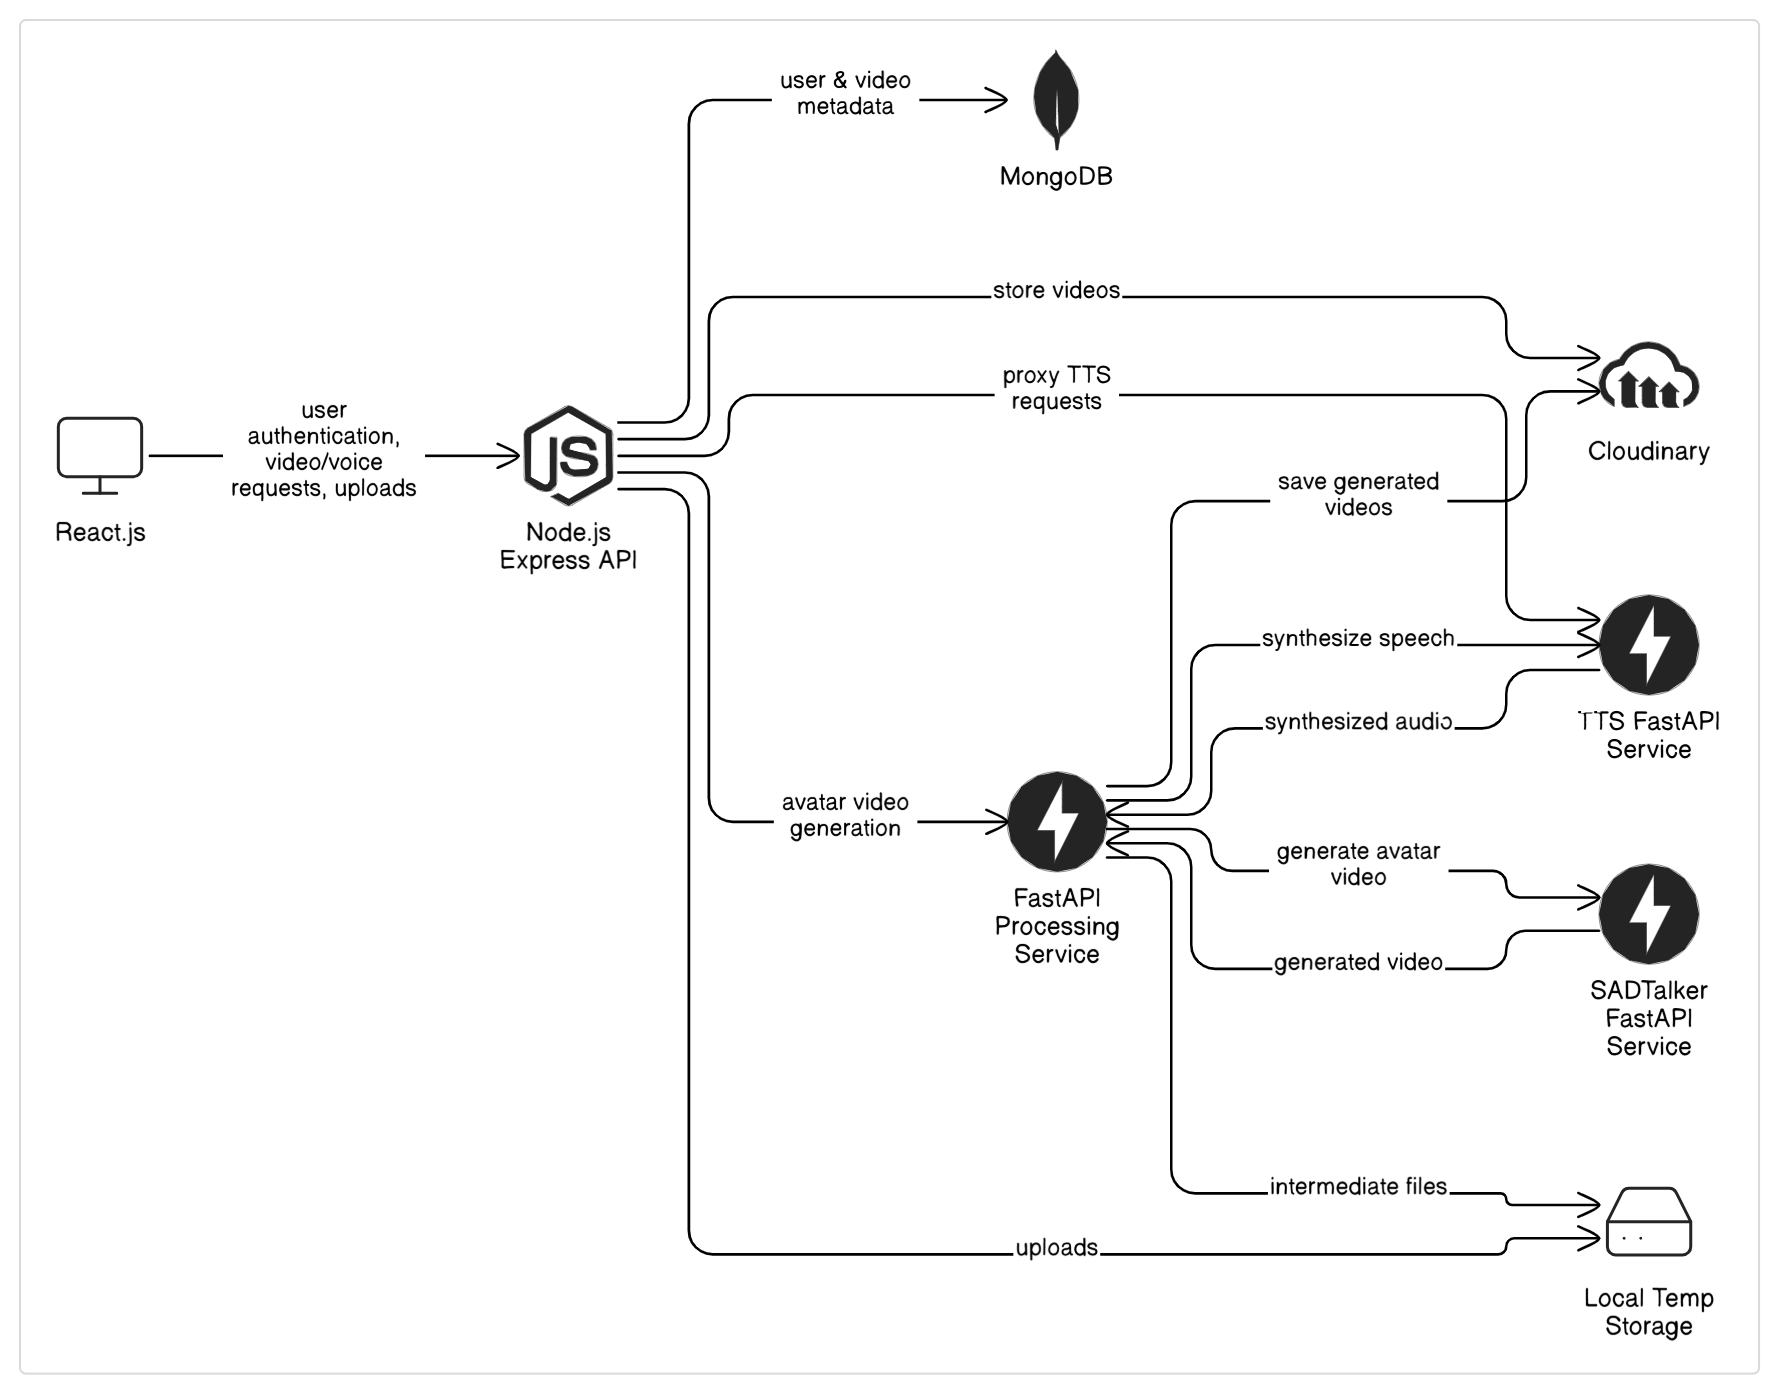 user & video
metadata
MongoDB
store videos
proxy TTS
requests
Cloudinary
user
authentication,
video/voice
requests, uploads
React.js
JS
Node.js
Express API
save generated
videos
synthesize speech
synthesized audio
TTS FastAPI
Service
avatar video
generation
FastAPI
Processing
Service
generate avatar
video
generated video
SADTalker
FastAPI
Service
intermediate files
uploads
Local Temp
Storage